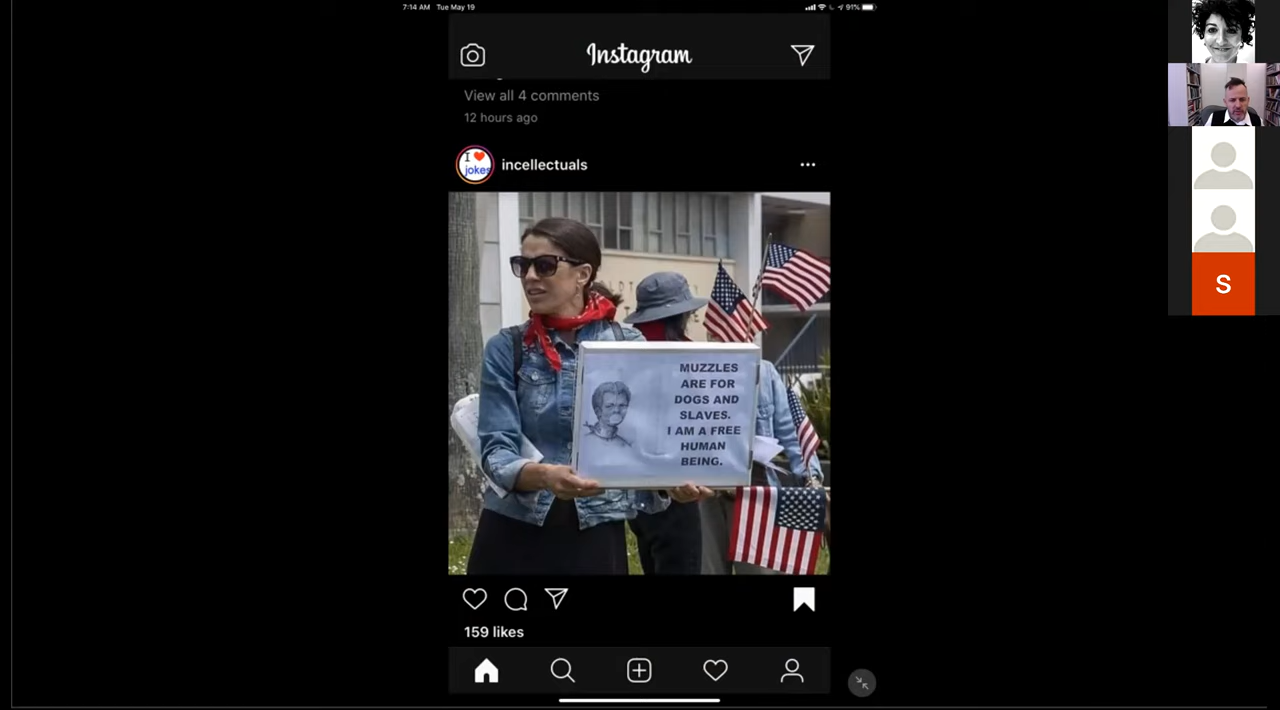 7:14 AM Tue May 19
91%
Instagram
View all 4 comments
12 hours ago
I ❤ jokes
incellectuals
MUZZLES
ARE FOR
DOGS AND
SLAVES.
I AM A FREE
HUMAN
BEING.
159 likes
S